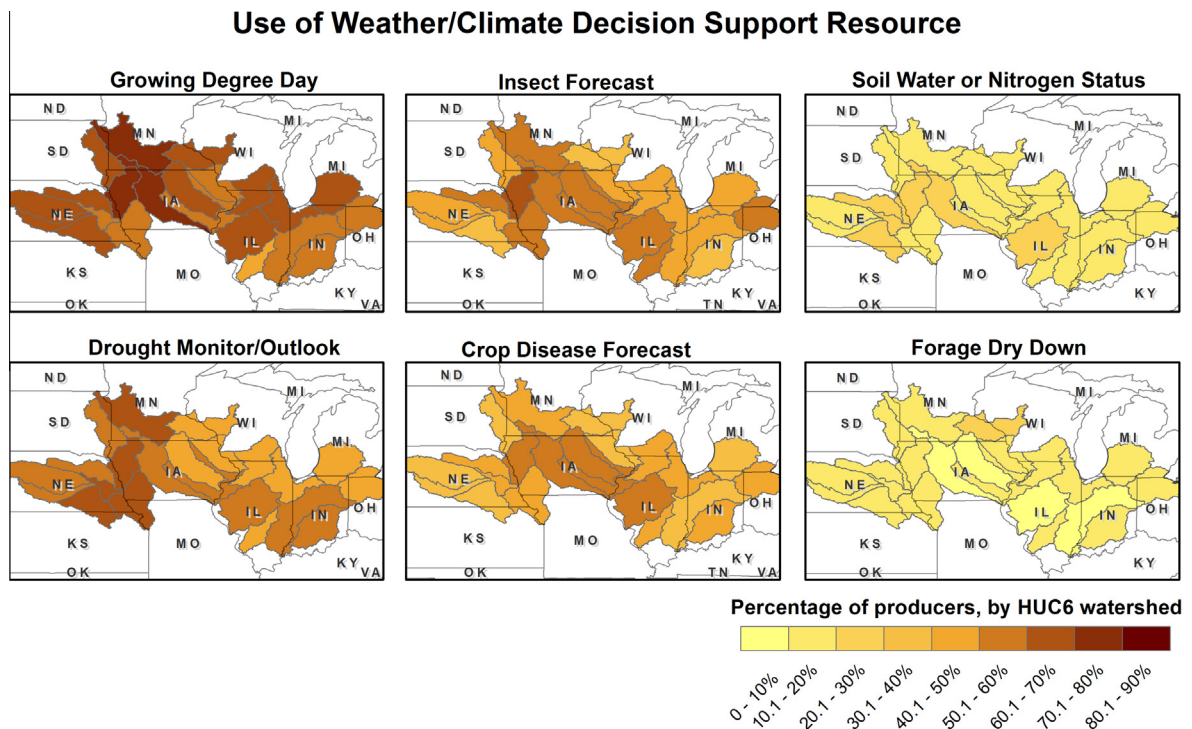 Use of Weather/Climate Decision Support Resource
Growing Degree Day
ND
MN
SD
WI
MI
MI
NE
IA
IL
IN
OH
KS
MO
KY
OK
VA
Insect Forecast
ND
MN
MI
SD
WI
MI
NE
IA
IL
IN
OH
KS
MO
KY
OK
TN
VA
Soil Water or Nitrogen Status
ND
MN
MI
SD
WI
MI
NE
IA
IL
IN
OH
KS
MO
KY
OK
Drought Monitor/Outlook
ND
MN
MI
SD
WI
MI
NE
IA
IL
IN
OH
KS
MO
KY
OK
VA
Crop Disease Forecast
ND
MN
MI
SD
WI
MI
NE
IA
IL
IN
OH
KS
MO
KY
OK
TN
VA
Forage Dry Down
ND
MN
MI
SD
WI
MI
NE
IA
IL
IN
OH
KS
MO
KY
OK
Percentage of producers, by HUC6 watershed
0 - 10%
10.1 - 20%
20.1 - 30%
30.1 - 40%
40.1 - 50%
50.1 - 60%
60.1 - 70%
70.1 - 80%
80.1 - 90%